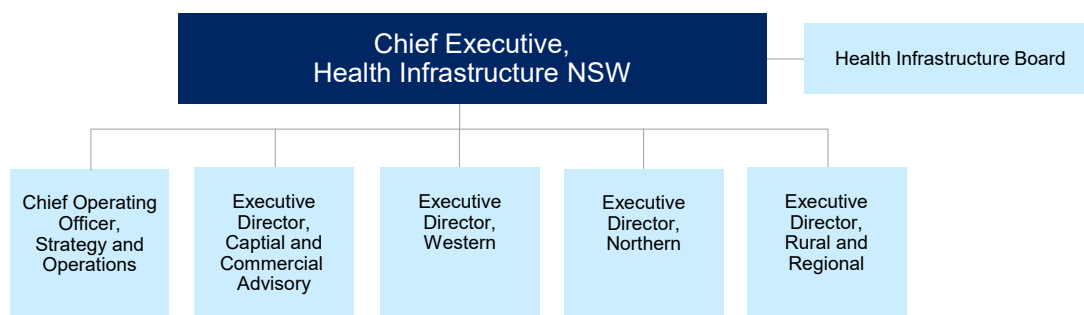 Chief Executive,
Health Infrastructure NSW
Health Infrastructure Board
Chief Operating
Officer,
Strategy and
Operations
Executive
Director,
Captial and
Commercial
Advisory
Executive
Director,
Western
Executive
Director,
Northern
Executive
Director,
Rural and
Regional